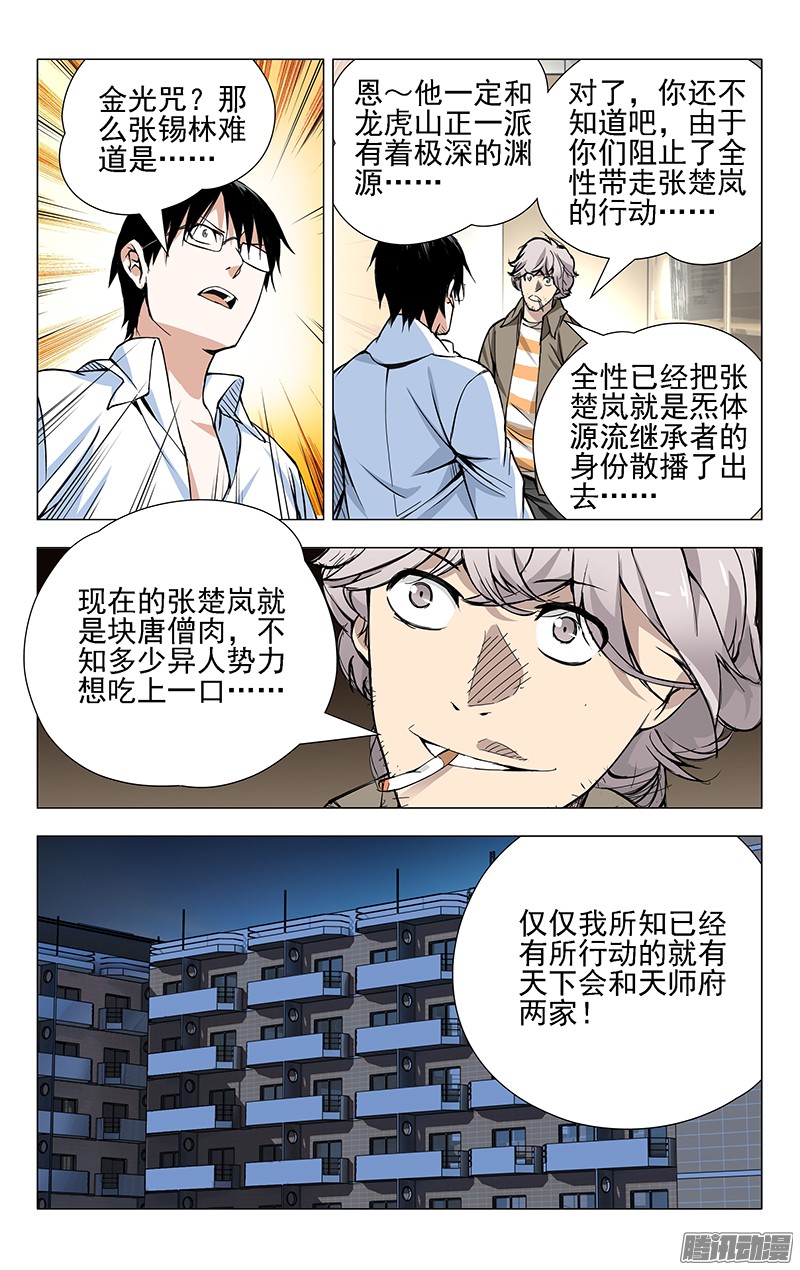 金光咒？那
么张锡林难
道是……
恩～他一定和
龙虎山正一派
有着极深的渊
源……
对了，你还不
知道吧，由于
你们阻止了全
性带走张楚岚
的行动……
全性已经把张
楚岚就是炁体
源流继承者的
身份散播了出
去……
现在的张楚岚就
是块唐僧肉，不
知多少异人势力
想吃上一口……
仅仅我所知已经
有所行动的就有
天下会和天师府
两家！
腾讯动漫